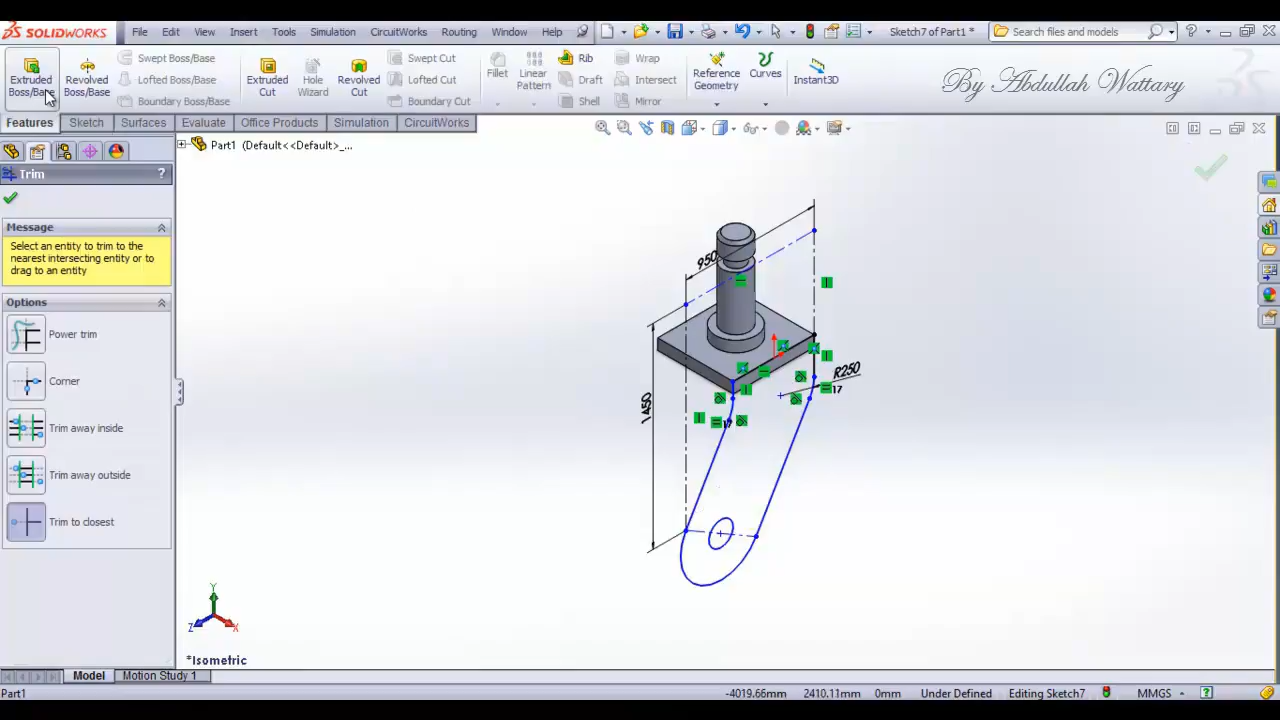 SOLIDWORKS File Edit View Insert Tools Simulation CircuitWorks Routing Window Help Sketch7 of Part1 * Search files and models
Extruded Boss/Base
Revolved Boss/Base
Swept Boss/Base
Lofted Boss/Base
Boundary Boss/Base
Extruded Cut
Hole Wizard
Revolved Cut
Swept Cut
Lofted Cut
Boundary Cut
Fillet
Linear Pattern
Rib
Draft
Shell
Wrap
Intersect
Mirror
Reference Geometry
Curves
Instant3D
By Abdullah Wattary
Features Sketch Surfaces Evaluate Office Products Simulation CircuitWorks
Part1 (Default<<Default>_...
Trim ?
Message
Select an entity to trim to the
nearest intersecting entity or to
drag to an entity
Options
Power trim
Corner
Trim away inside
Trim away outside
Trim to closest
950
R250
17
1450
17
Y
Z
X
*Isometric
Model Motion Study 1
Part1 -4019.66mm 2410.11mm 0mm Under Defined Editing Sketch7 MMGS